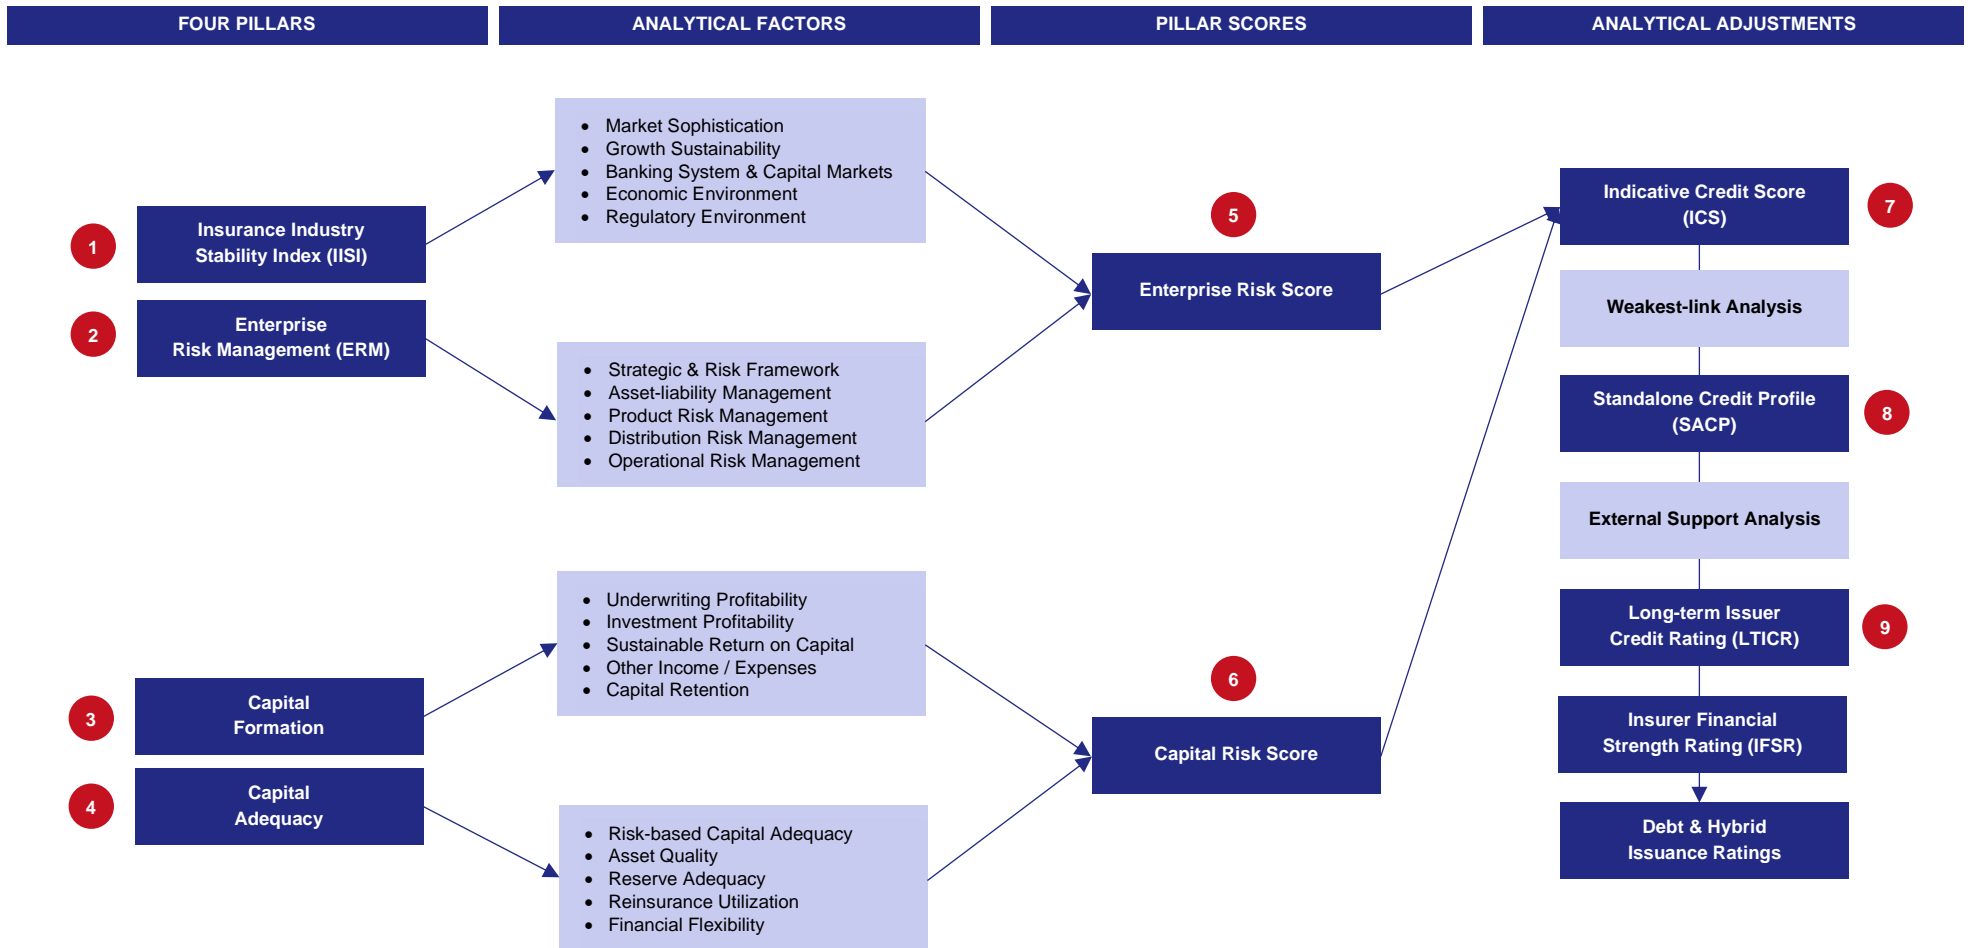 FOUR PILLARS
ANALYTICAL FACTORS
PILLAR SCORES
ANALYTICAL ADJUSTMENTS
1
Insurance Industry
Stability Index (IISI)
2
Enterprise
Risk Management (ERM)
3
Capital
Formation
4
Capital
Adequacy
• Market Sophistication
• Growth Sustainability
• Banking System & Capital Markets
• Economic Environment
• Regulatory Environment
• Strategic & Risk Framework
• Asset-liability Management
• Product Risk Management
• Distribution Risk Management
• Operational Risk Management
• Underwriting Profitability
• Investment Profitability
• Sustainable Return on Capital
• Other Income / Expenses
• Capital Retention
• Risk-based Capital Adequacy
• Asset Quality
• Reserve Adequacy
• Reinsurance Utilization
• Financial Flexibility
5
Enterprise Risk Score
6
Capital Risk Score
Indicative Credit Score
(ICS)
7
Weakest-link Analysis
Standalone Credit Profile
(SACP)
8
External Support Analysis
Long-term Issuer
Credit Rating (LTICR)
9
Insurer Financial
Strength Rating (IFSR)
Debt & Hybrid
Issuance Ratings